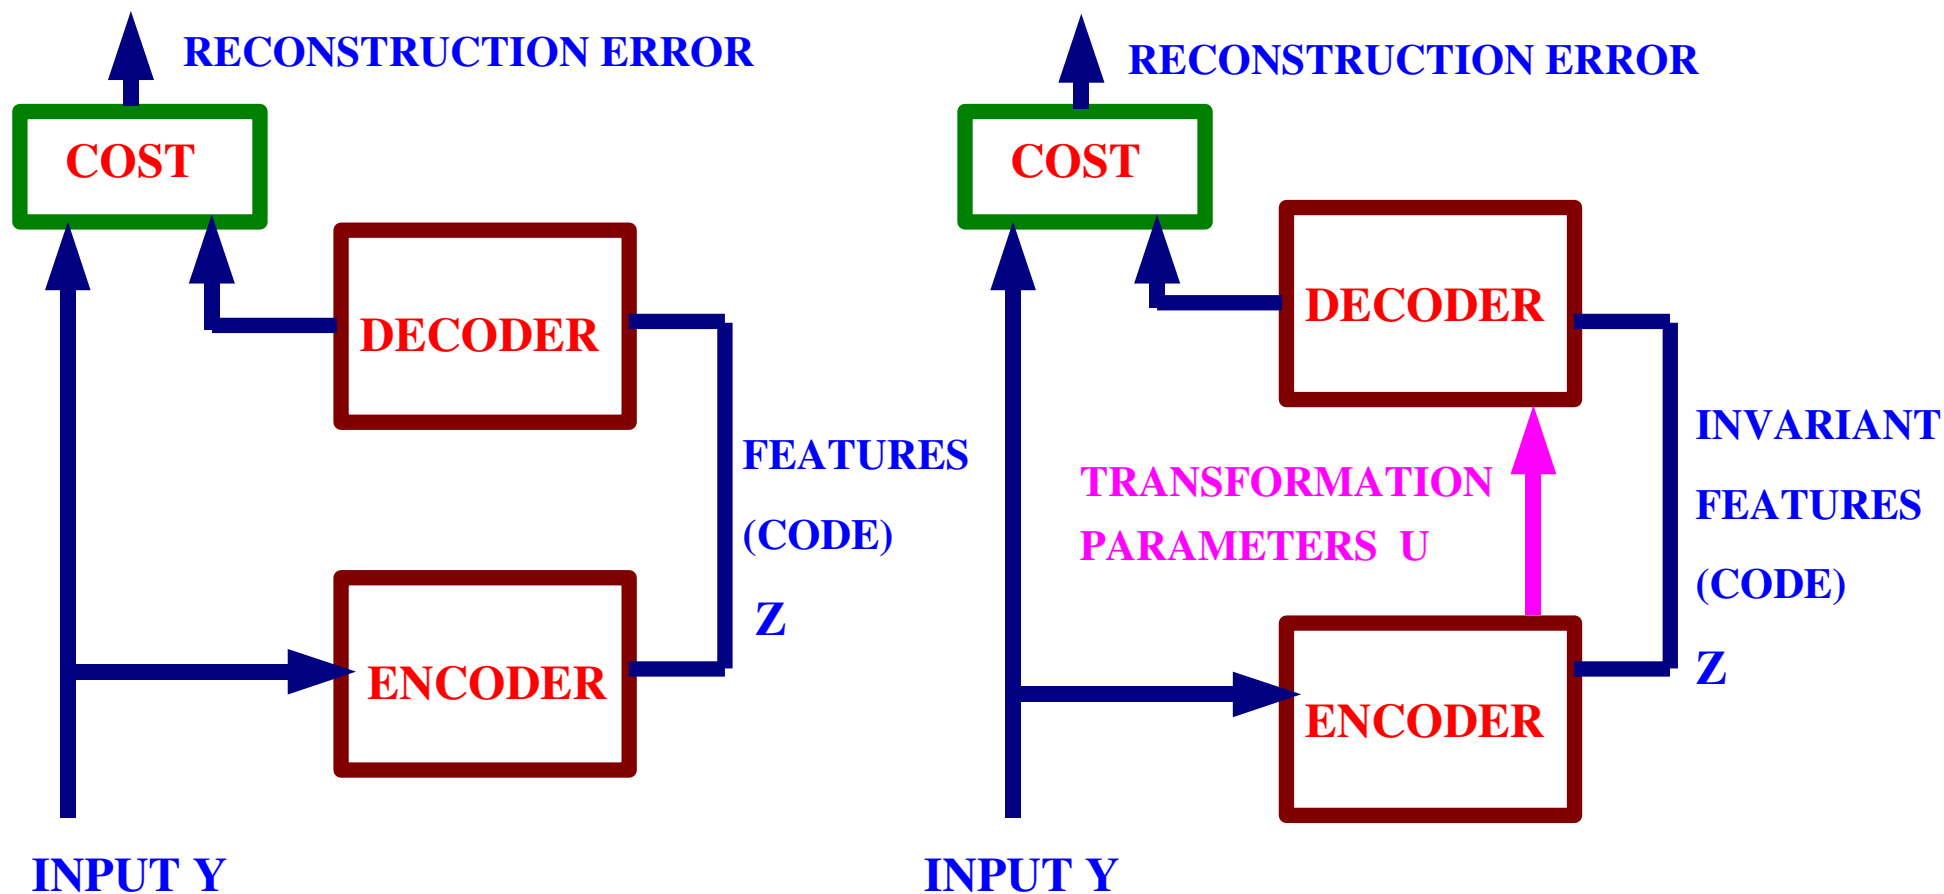 RECONSTRUCTION ERROR
COST
DECODER
FEATURES
(CODE)
Z
ENCODER
INPUT Y
RECONSTRUCTION ERROR
COST
DECODER
TRANSFORMATION
PARAMETERS U
INVARIANT
FEATURES
(CODE)
Z
ENCODER
INPUT Y